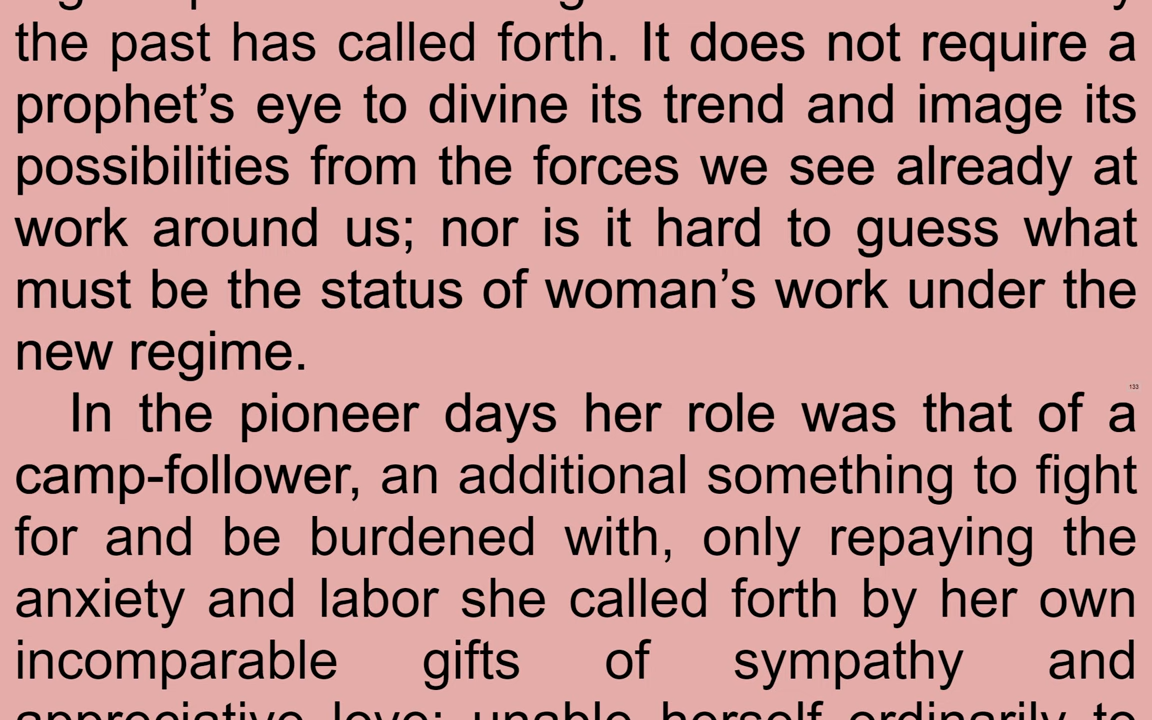 the past has called forth. It does not require a
prophet’s eye to divine its trend and image its
possibilities from the forces we see already at
work around us; nor is it hard to guess what
must be the status of woman’s work under the
new regime.
133
In the pioneer days her role was that of a
camp-follower, an additional something to fight
for and be burdened with, only repaying the
anxiety and labor she called forth by her own
incomparable gifts of sympathy and
appreciative love; unable herself ordinarily to